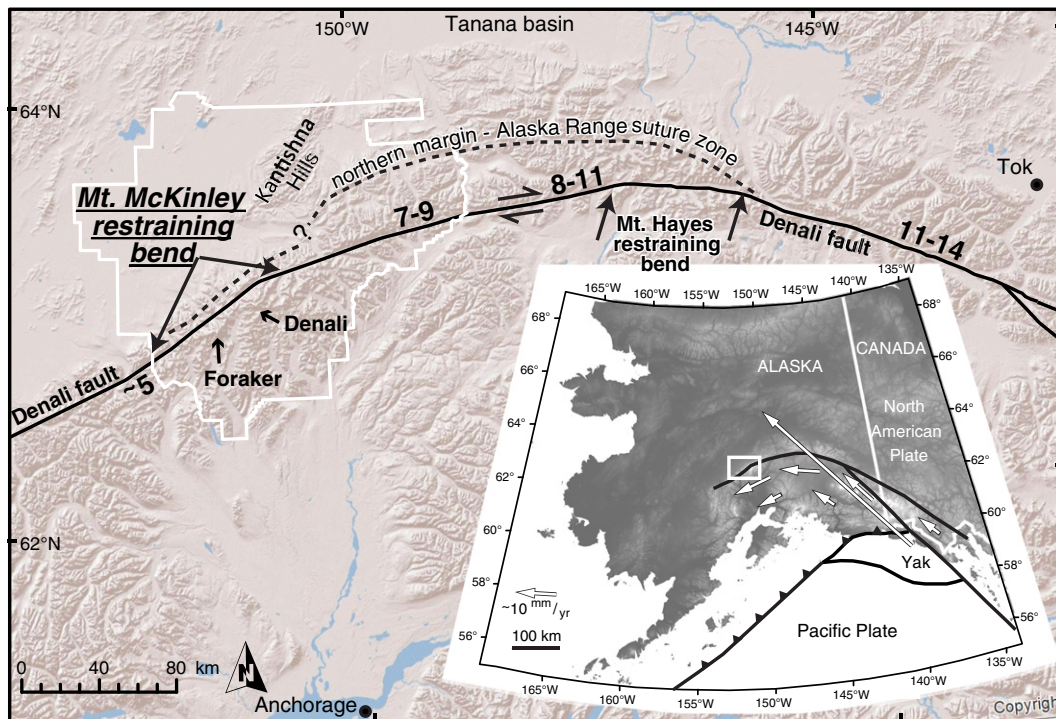 150°W
Tanana basin
145°W
64°N
Kantishna
Hills
northern margin - Alaska Range suture zone
Tok
Mt. McKinley
restraining
bend
?
7-9
8-11
Mt. Hayes
restraining
bend
Denali fault
11-14
Denali
Foraker
Denali fault
~5
62°N
0 40 80 km
N
Anchorage
165°W
160°W
155°W
150°W
145°W
140°W
135°W
68°
66°
64°
62°
60°
58°
56°
68°
66°
64°
62°
60°
58°
56°
ALASKA
CANADA
North
American
Plate
Yak
Pacific Plate
~10 mm/yr
100 km
165°W
160°W
155°W
150°W
145°W
140°W
135°W
Copyrigh